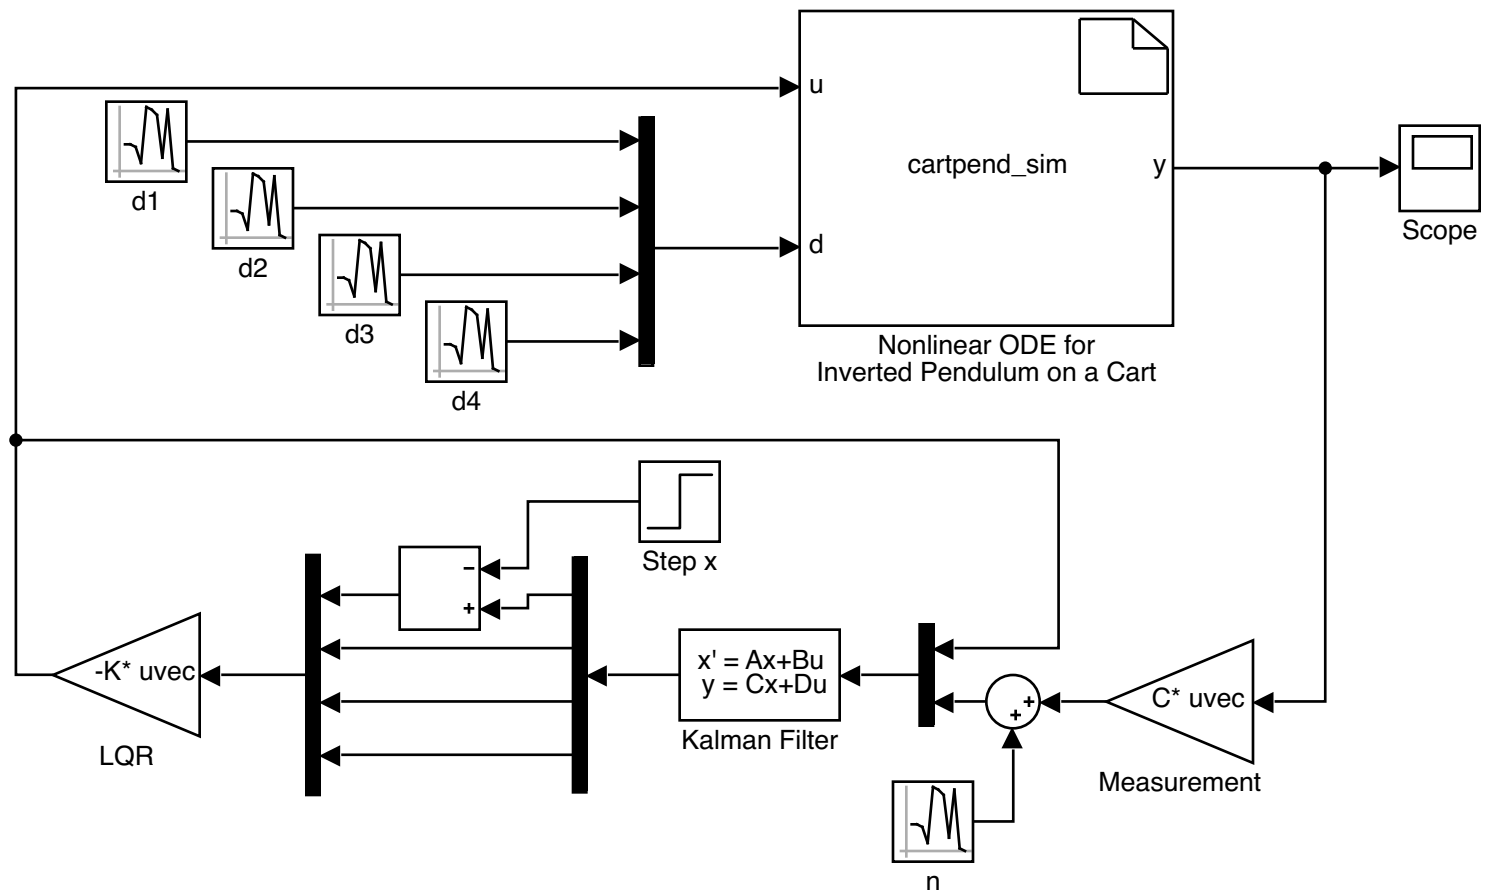 u
d1
cartpend_sim
y
d2
d
Scope
d3
Nonlinear ODE for
Inverted Pendulum on a Cart
d4
Step x
−
+
-K* uvec
LQR
x' = Ax+Bu
y = Cx+Du
Kalman Filter
+
+
C* uvec
Measurement
n